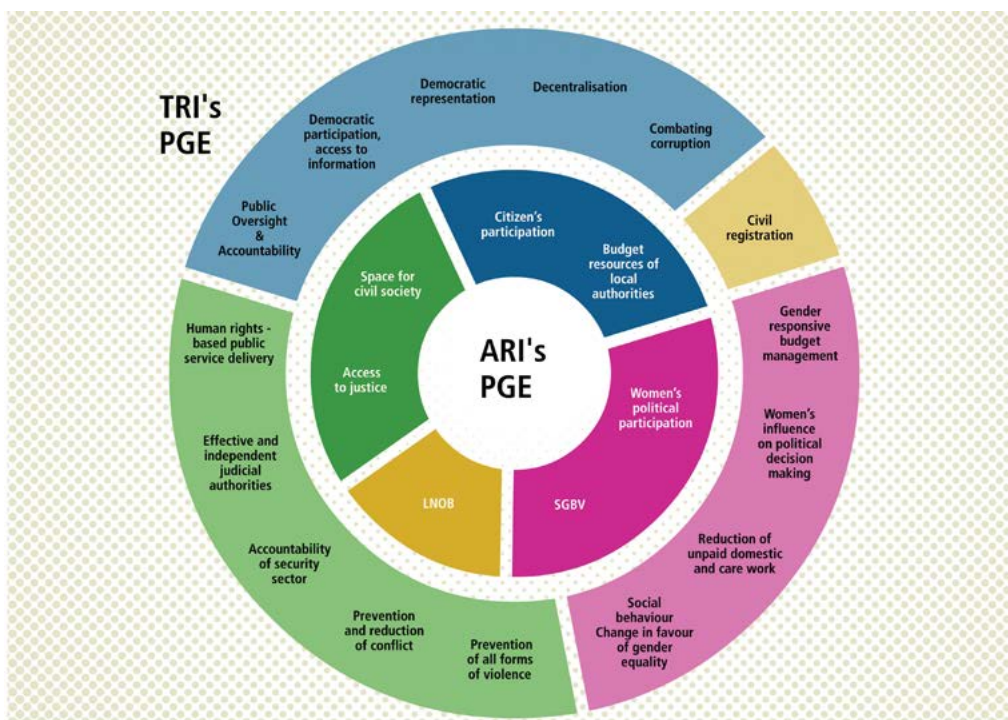 TRI's
PGE
Public
Oversight
&
Accountability
Democratic
participation,
access to
information
Democratic
representation
Decentralisation
Combating
corruption
Civil
registration
Gender
responsive
budget
management
Women's
influence
on political
decision
making
Reduction of
unpaid domestic
and care work
Social
behaviour
Change in favour
of gender
equality
Prevention
of all forms
of violence
Prevention
and reduction
of conflict
Accountability
of security
sector
Effective and
independent
judicial
authorities
Human rights -
based public
service delivery
Space for
civil society
Access
to justice
Citizen's
participation
Budget
resources of
local
authorities
Women's
political
participation
SGBV
LNOB
ARI's
PGE